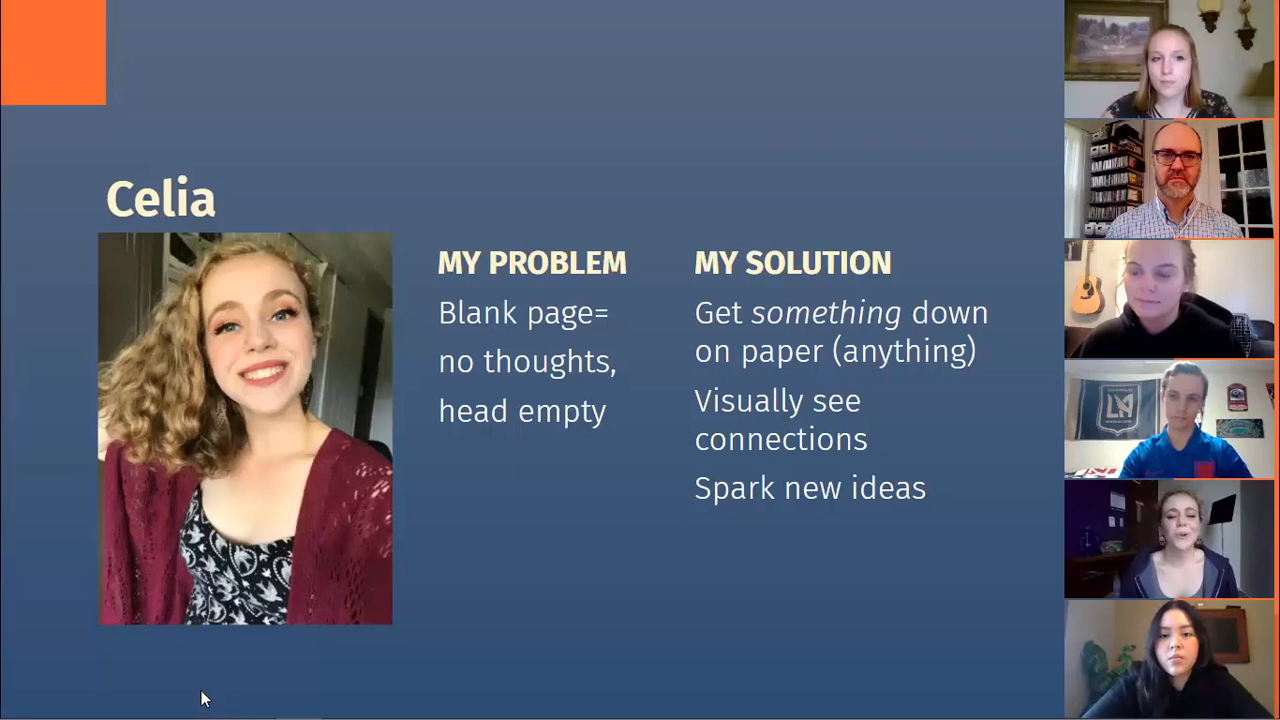 Celia
MY PROBLEM
Blank page=
no thoughts,
head empty
MY SOLUTION
Get something down
on paper (anything)
Visually see
connections
Spark new ideas